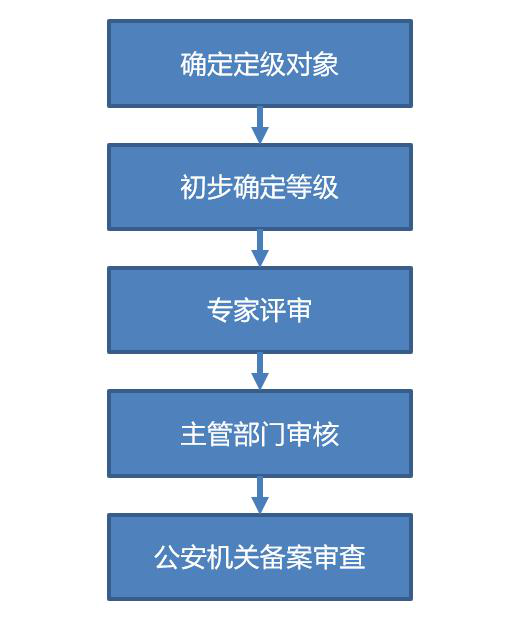 确定定级对象
初步确定等级
专家评审
主管部门审核
公安机关备案审查